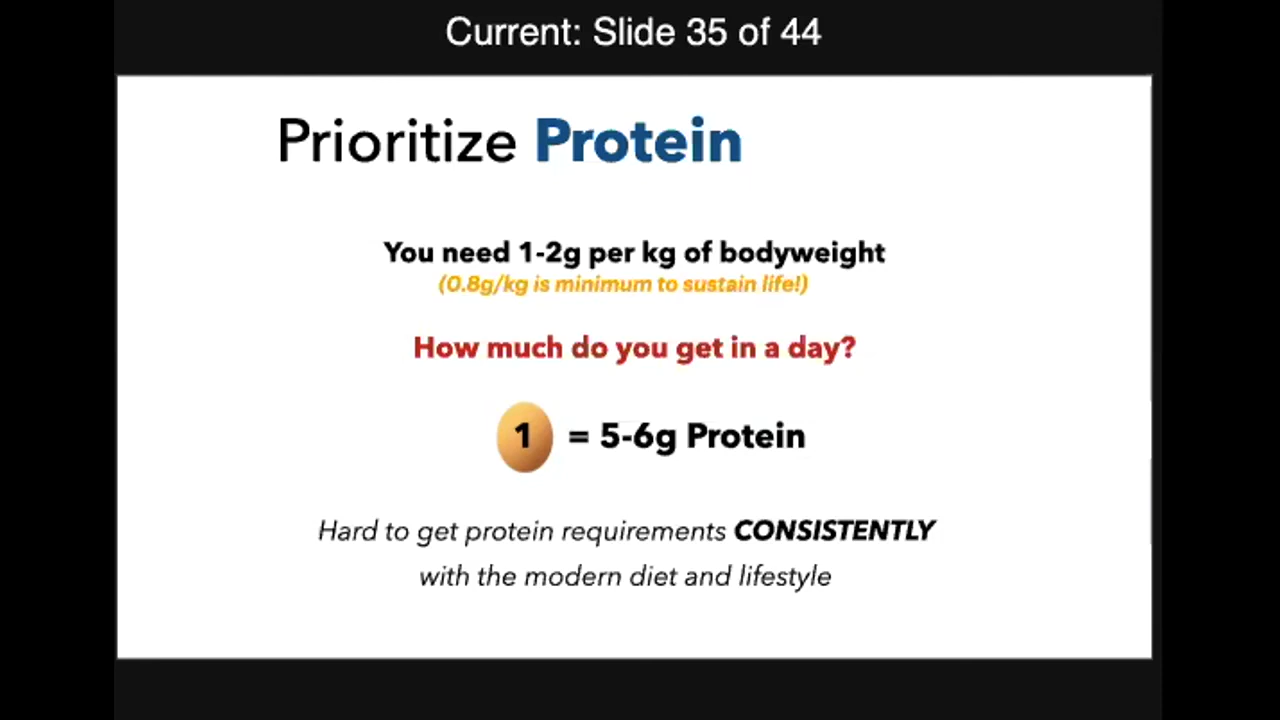 Current: Slide 35 of 44
Prioritize Protein
You need 1-2g per kg of bodyweight
(0.8g/kg is minimum to sustain life!)
How much do you get in a day?
1 = 5-6g Protein
Hard to get protein requirements CONSISTENTLY
with the modern diet and lifestyle